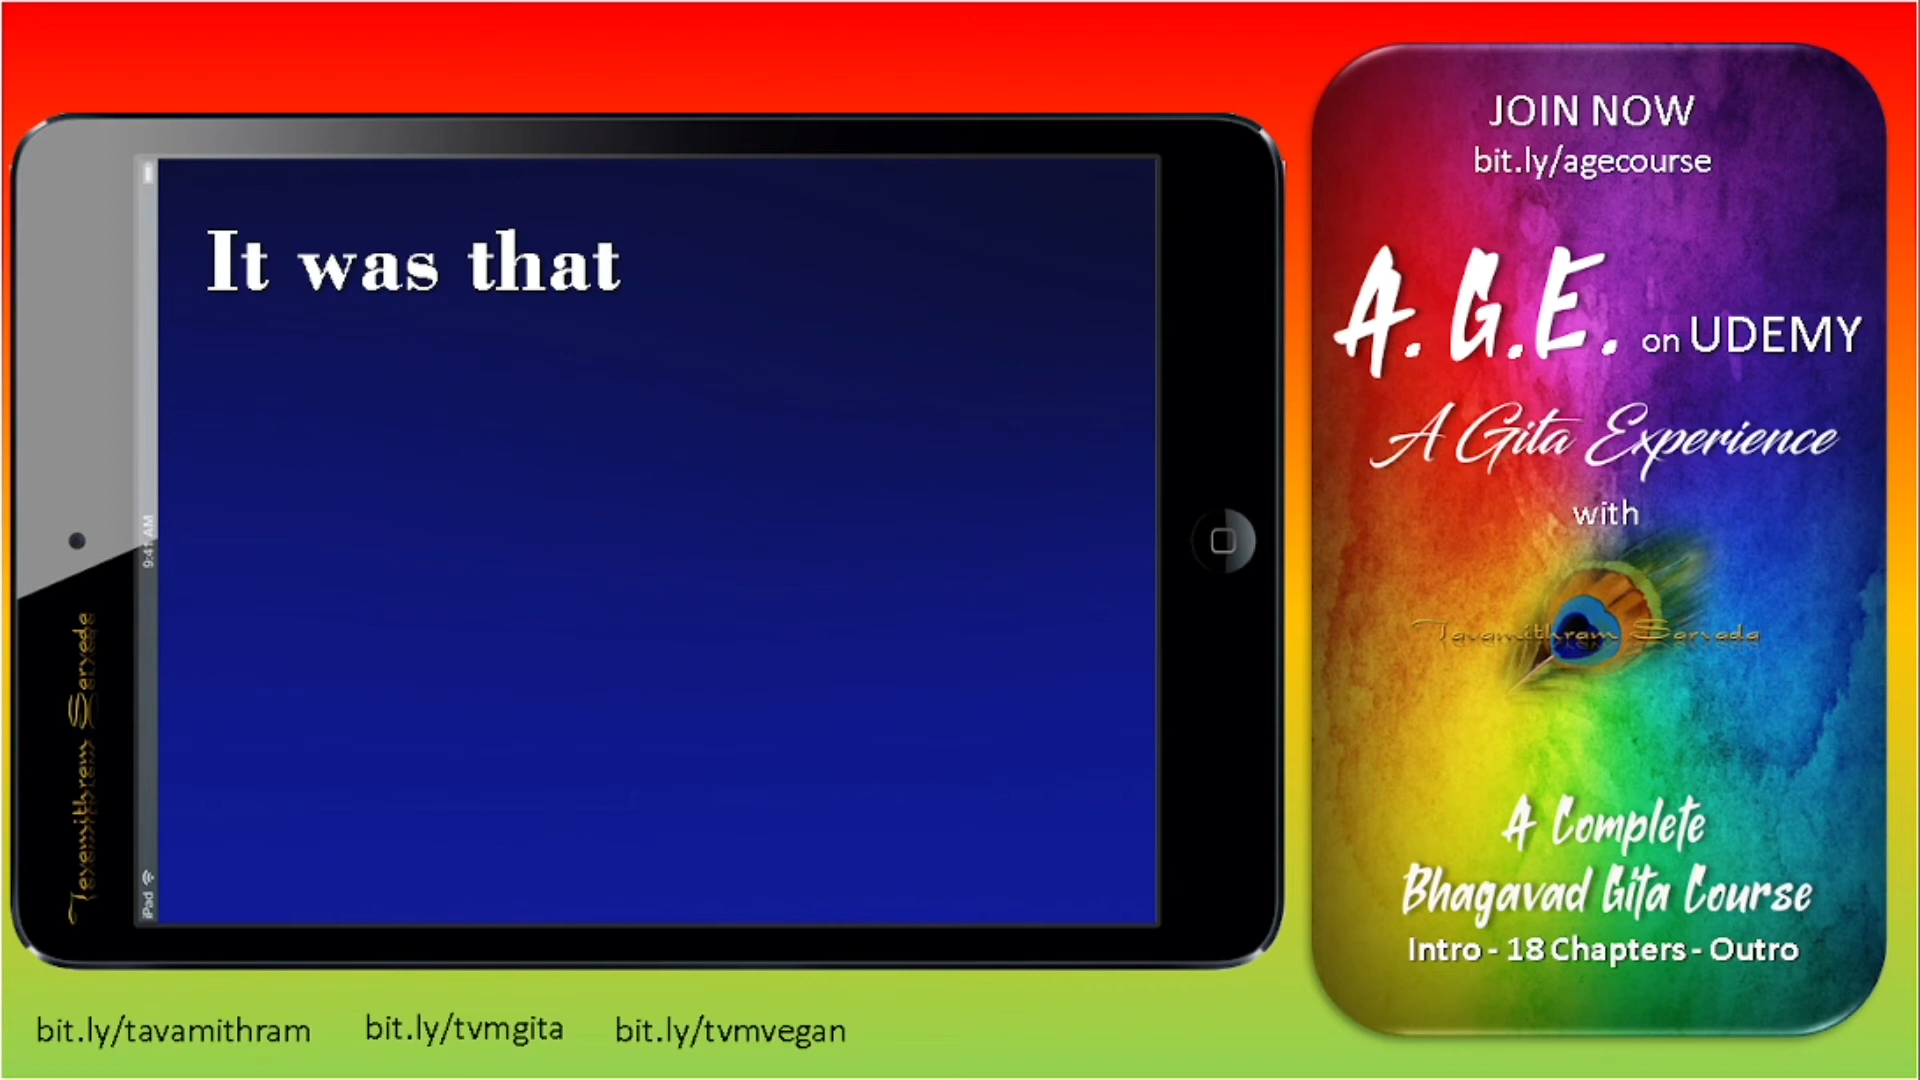 It was that
9:41 AM
iPad
Tavamithram Sarvada
JOIN NOW
bit.ly/agecourse
A.G.E. on UDEMY
A Gita Experience
with
Tavamithram Sarvada
A Complete
Bhagavad Gita Course
Intro - 18 Chapters - Outro
bit.ly/tavamithram
bit.ly/tvmgita
bit.ly/tvmvegan